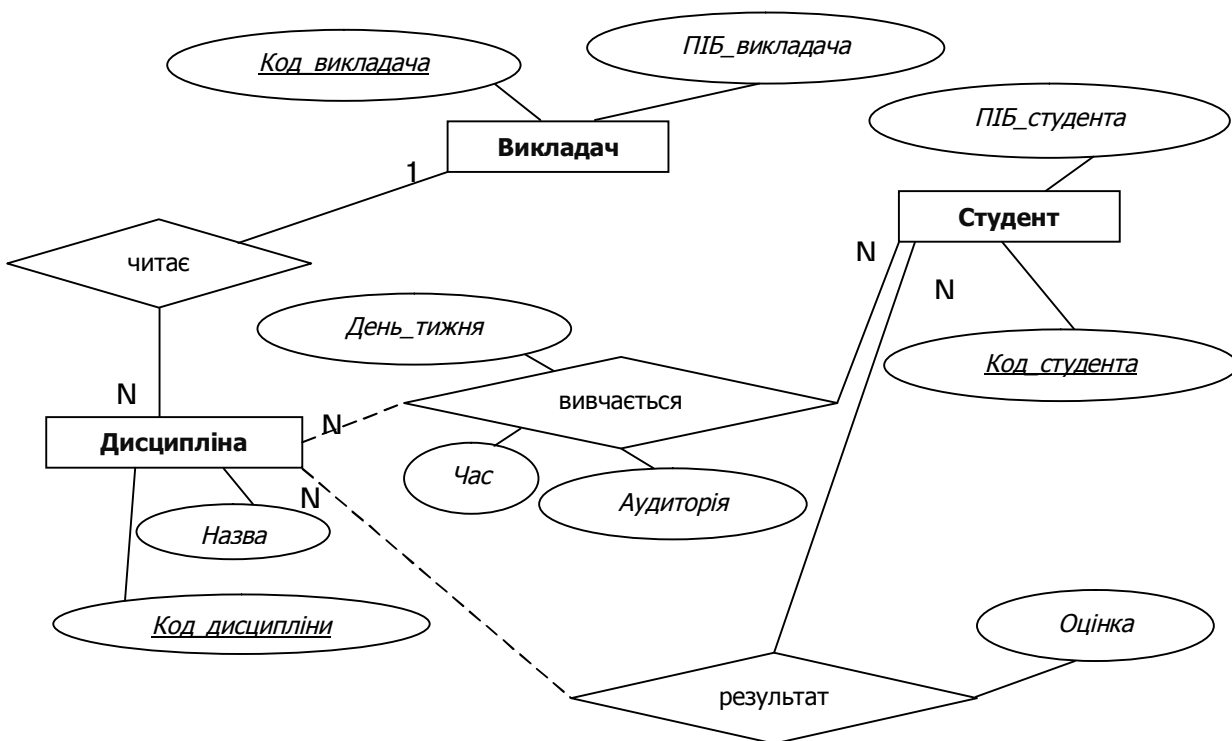 ПІБ_викладача
Код_викладача
ПІБ_студента
Викладач
1
Студент
N
читає
N
День_тижня
Код_студента
N
вивчається
N
Дисципліна
Час
N
Аудиторія
Назва
Код_дисципліни
Оцінка
результат